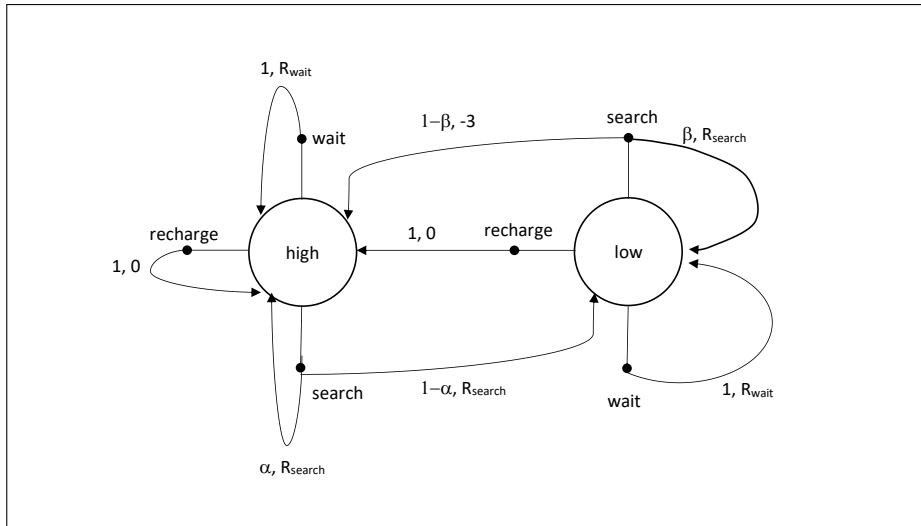 1, Rwait
wait
1−β, -3
search
β, Rsearch
recharge
1, 0
high
1, 0
recharge
low
search
α, Rsearch
1−α, Rsearch
wait
1, Rwait